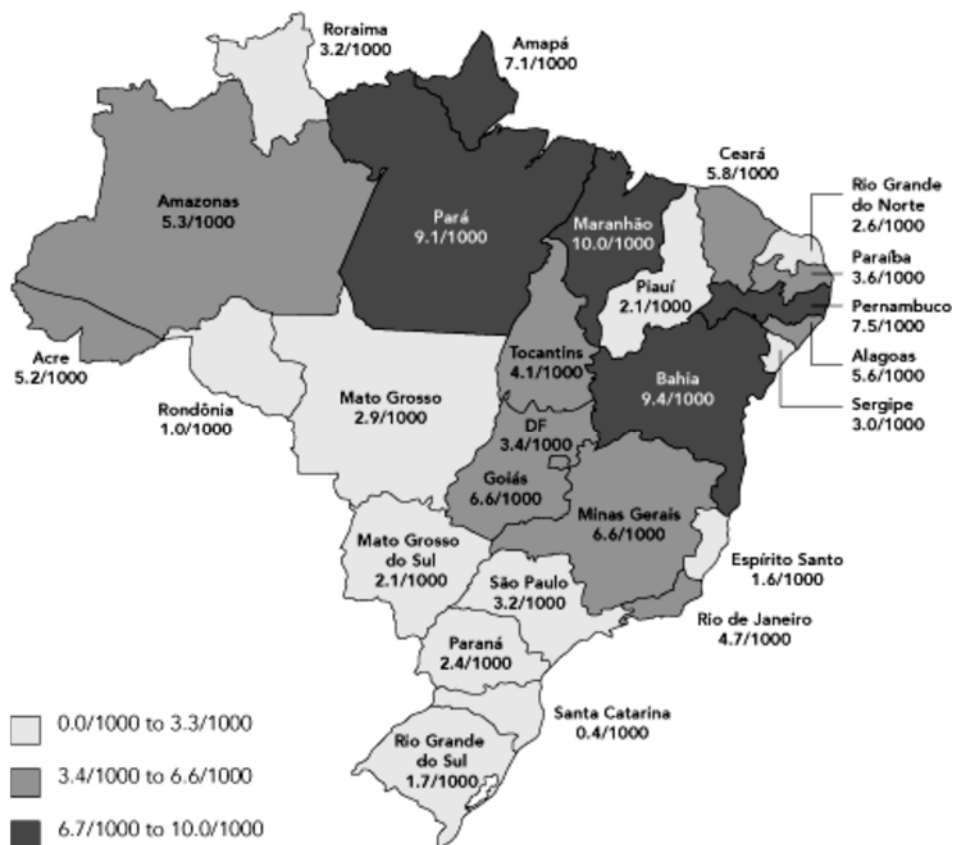 Roraima
3.2/1000
Amapá
7.1/1000
Ceará
5.8/1000
Rio Grande
do Norte
2.6/1000
Amazonas
5.3/1000
Pará
9.1/1000
Maranhão
10.0/1000
Paraíba
3.6/1000
Piauí
2.1/1000
Pernambuco
7.5/1000
Acre
5.2/1000
Tocantins
4.1/1000
Alagoas
5.6/1000
Bahia
9.4/1000
Sergipe
3.0/1000
Rondônia
1.0/1000
Mato Grosso
2.9/1000
DF
3.4/1000
Goiás
6.6/1000
Minas Gerais
6.6/1000
Mato Grosso
do Sul
2.1/1000
Espírito Santo
1.6/1000
São Paulo
3.2/1000
Rio de Janeiro
4.7/1000
Paraná
2.4/1000
Santa Catarina
0.4/1000
Rio Grande
do Sul
1.7/1000
0.0/1000 to 3.3/1000
3.4/1000 to 6.6/1000
6.7/1000 to 10.0/1000